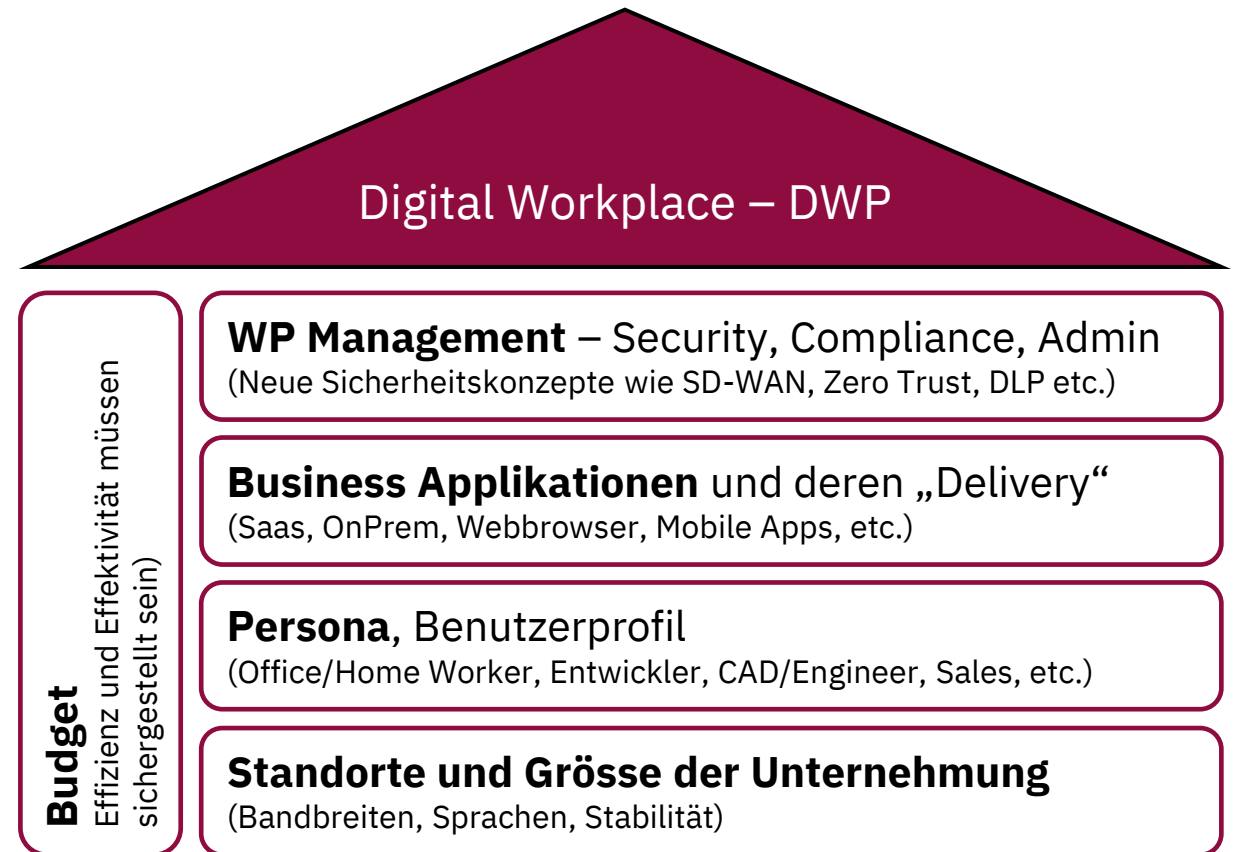 Digital Workplace – DWP
Budget
Effizienz und Effektivität müssen
sichergestellt sein)
WP Management – Security, Compliance, Admin
(Neue Sicherheitskonzepte wie SD-WAN, Zero Trust, DLP etc.)
Business Applikationen und deren „Delivery“
(Saas, OnPrem, Webbrowser, Mobile Apps, etc.)
Persona, Benutzerprofil
(Office/Home Worker, Entwickler, CAD/Engineer, Sales, etc.)
Standorte und Grösse der Unternehmung
(Bandbreiten, Sprachen, Stabilität)